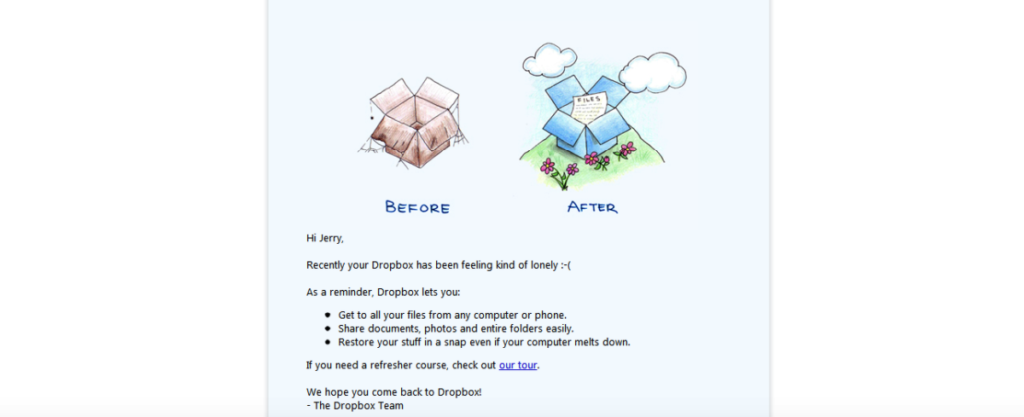 FILES
BEFORE
AFTER
Hi Jerry,
Recently your Dropbox has been feeling kind of lonely :-(
As a reminder, Dropbox lets you:
• Get to all your files from any computer or phone.
• Share documents, photos and entire folders easily.
• Restore your stuff in a snap even if your computer melts down.
If you need a refresher course, check out our tour.
We hope you come back to Dropbox!
- The Dropbox Team